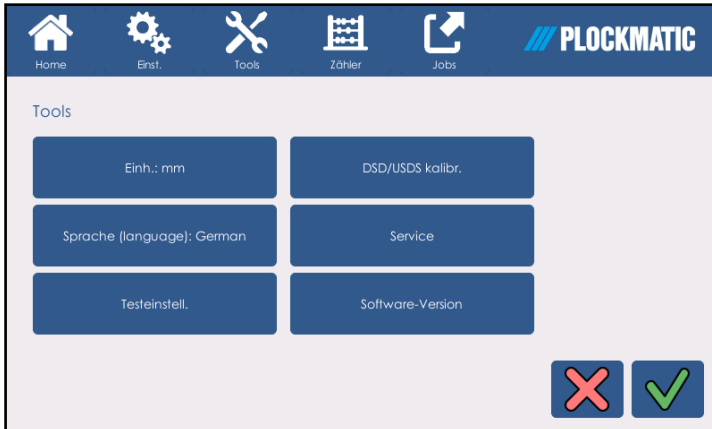 Home
Einst.
Tools
Zähler
Jobs
PLOCKMATIC
Tools
Einh.: mm
DSD/USDS kalibr.
Sprache (language): German
Service
Testeinstell.
Software-Version